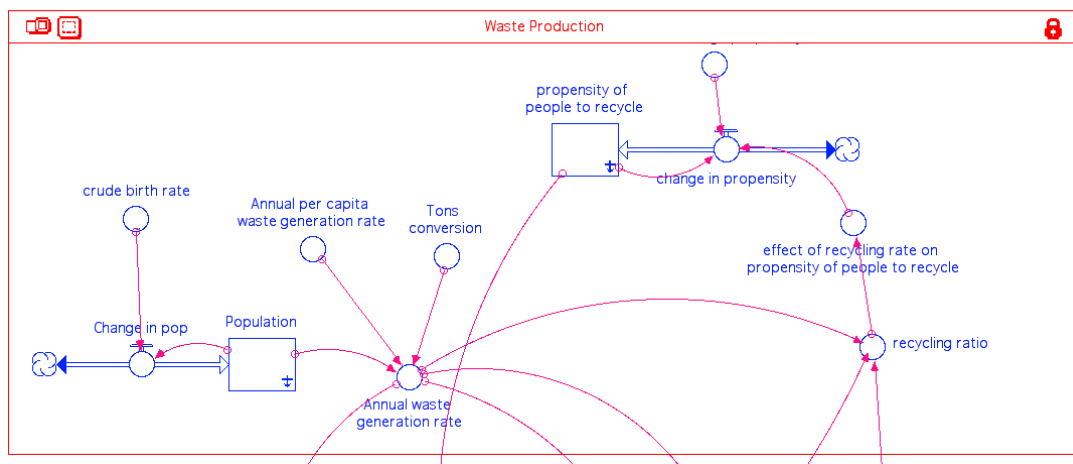 Waste Production
propensity of
people to recycle
change in propensity
crude birth rate
Annual per capita
waste generation rate
Tons
conversion
effect of recycling rate on
propensity of people to recycle
Change in pop
Population
recycling ratio
Annual waste
generation rate